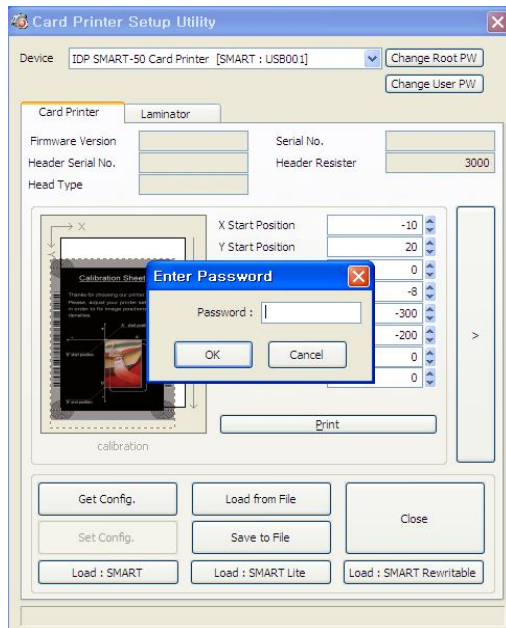 Card Printer Setup Utility
Device IDP SMART-50 Card Printer [SMART : USB001] Change Root PW
Change User PW
Card Printer Laminator
Firmware Version Serial No.
Header Serial No. Header Resister 3000
Head Type
X X Start Position -10
Y Start Position 20
Calibration Sheet 0
Enter Password -8
Password : -300
OK Cancel -200
0
0
>
Print
calibration
Get Config. Load from File Close
Set Config. Save to File
Load : SMART Load : SMART Lite Load : SMART Rewritable